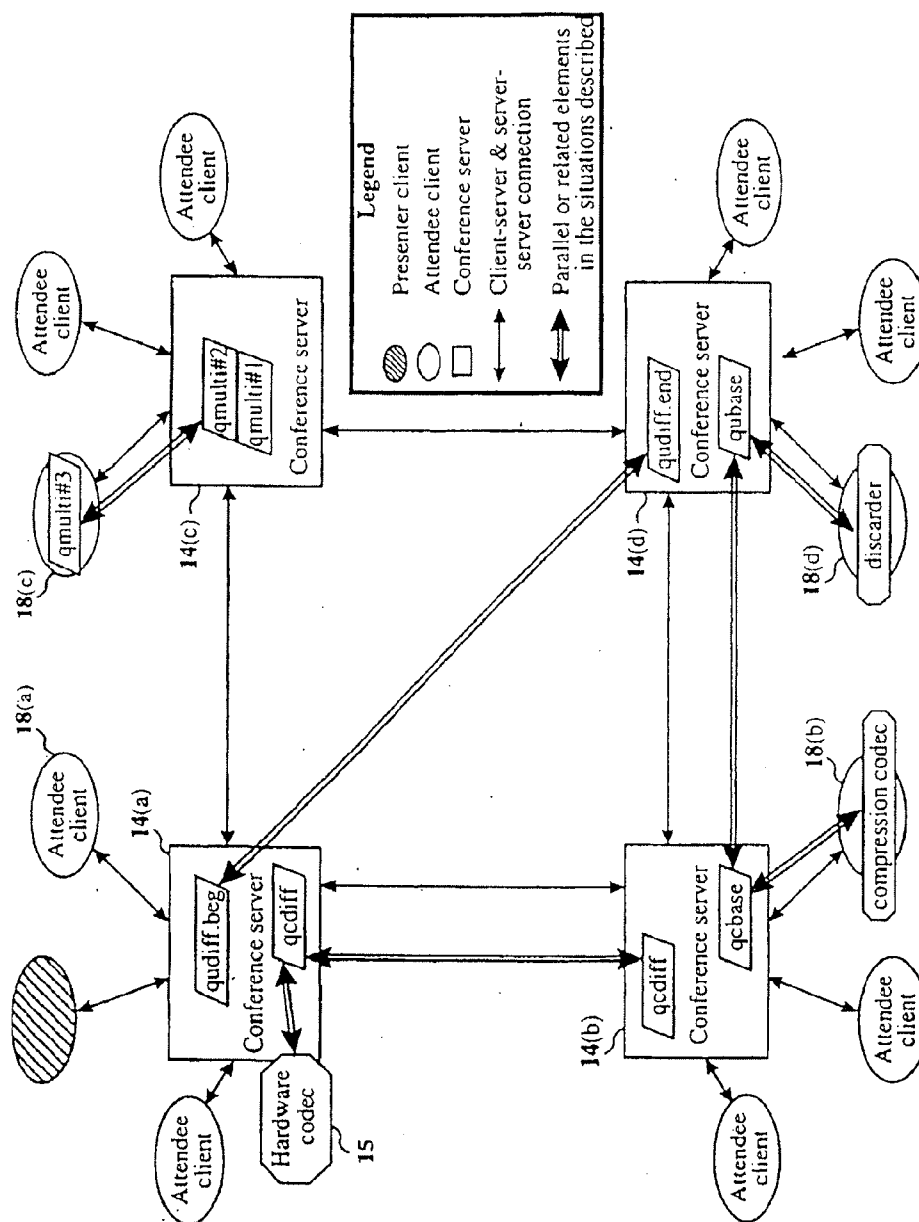 18(a)
Attendee
client
14(a)
Attendee
client
qudiff.beg
Conference server
qcdiff
Hardware
codec
15
18(c)
qmulti#3
Attendee
client
Attendee
client
14(c)
qmulti#2
qmulti#1
Conference server
Legend
Presenter client
Attendee client
Conference server
Client-server & server-
server connection
Parallel or related elements
in the situations described
14(b)
qcdiff
Conference server
qcbase
18(b)
compression codec
Attendee
client
Attendee
client
14(d)
qudiff.end
Conference server
qubase
18(d)
discarder
Attendee
client
Attendee
client